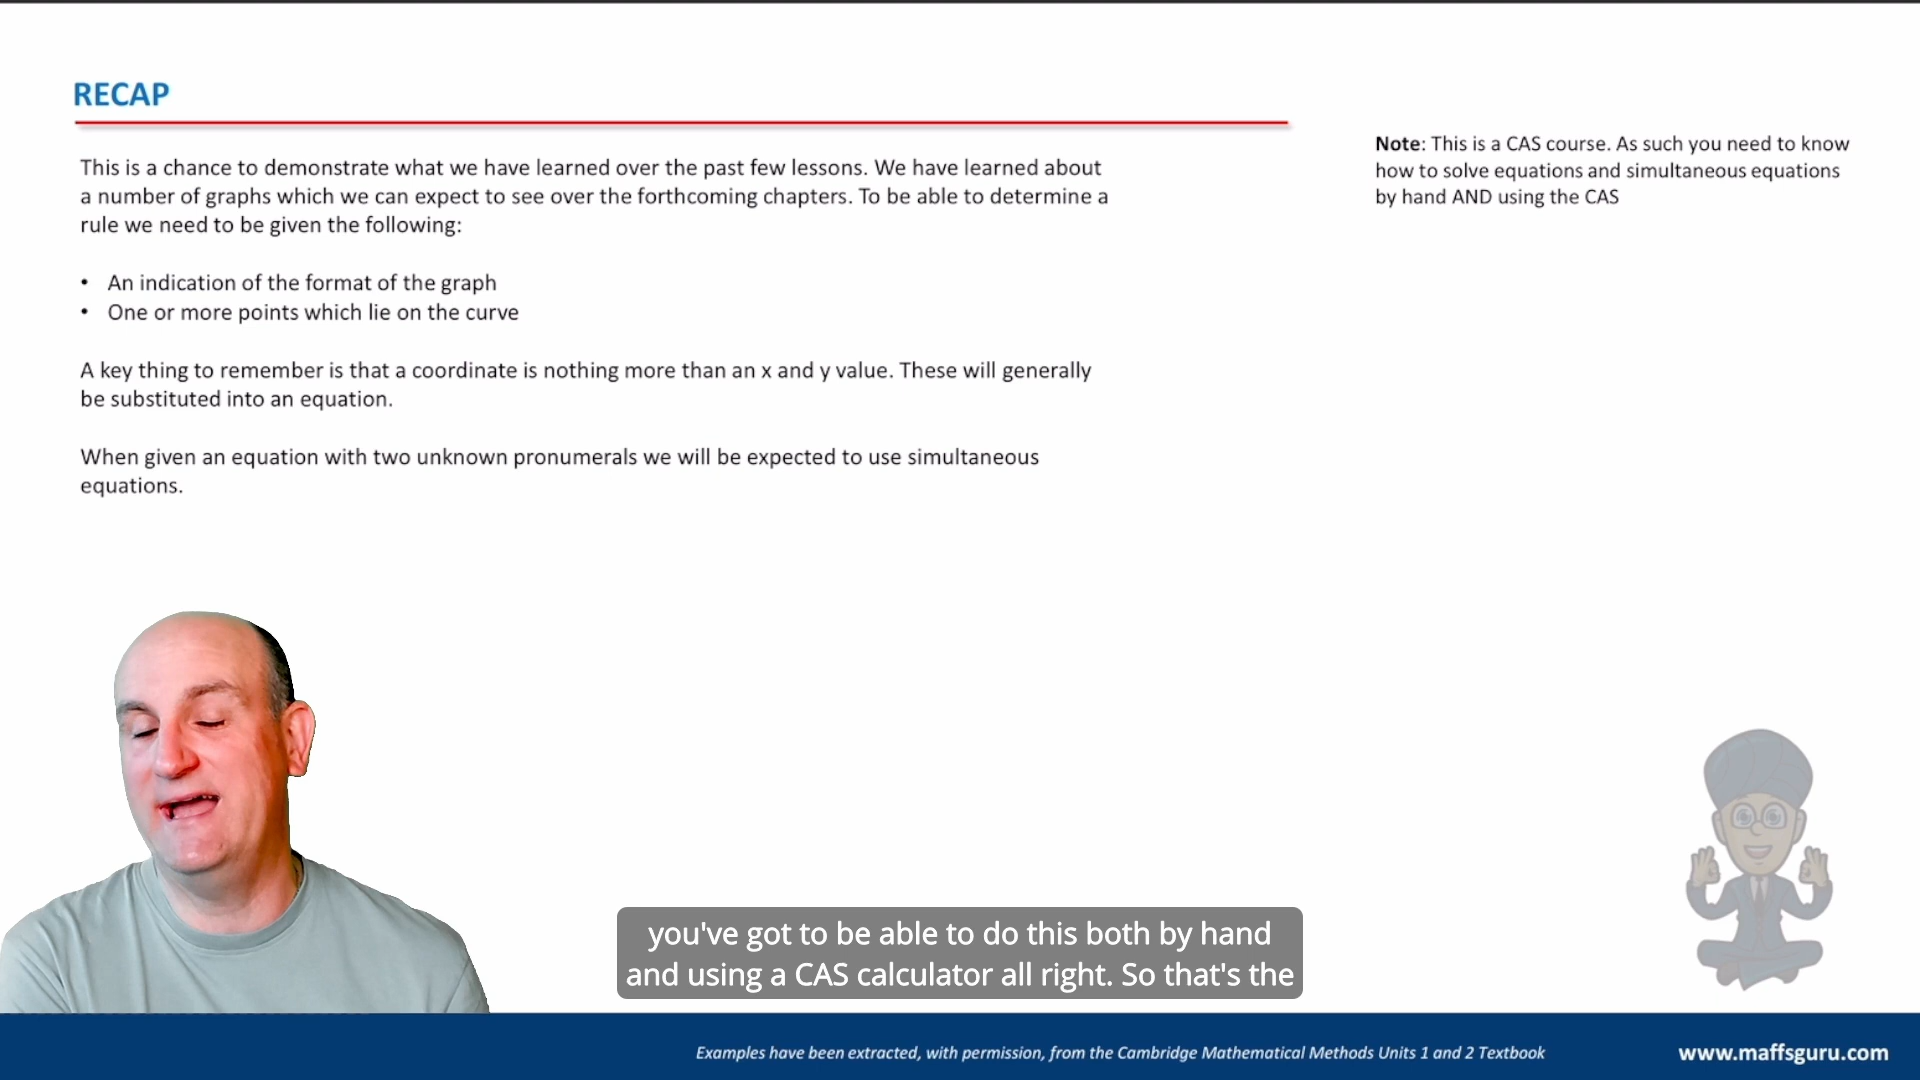 RECAP
This is a chance to demonstrate what we have learned over the past few lessons. We have learned about
a number of graphs which we can expect to see over the forthcoming chapters. To be able to determine a
rule we need to be given the following:
• An indication of the format of the graph
• One or more points which lie on the curve
A key thing to remember is that a coordinate is nothing more than an x and y value. These will generally
be substituted into an equation.
When given an equation with two unknown pronumerals we will be expected to use simultaneous
equations.
Note: This is a CAS course. As such you need to know
how to solve equations and simultaneous equations
by hand AND using the CAS
you've got to be able to do this both by hand
and using a CAS calculator all right. So that's the
Examples have been extracted, with permission, from the Cambridge Mathematical Methods Units 1 and 2 Textbook
www.maffsguru.com